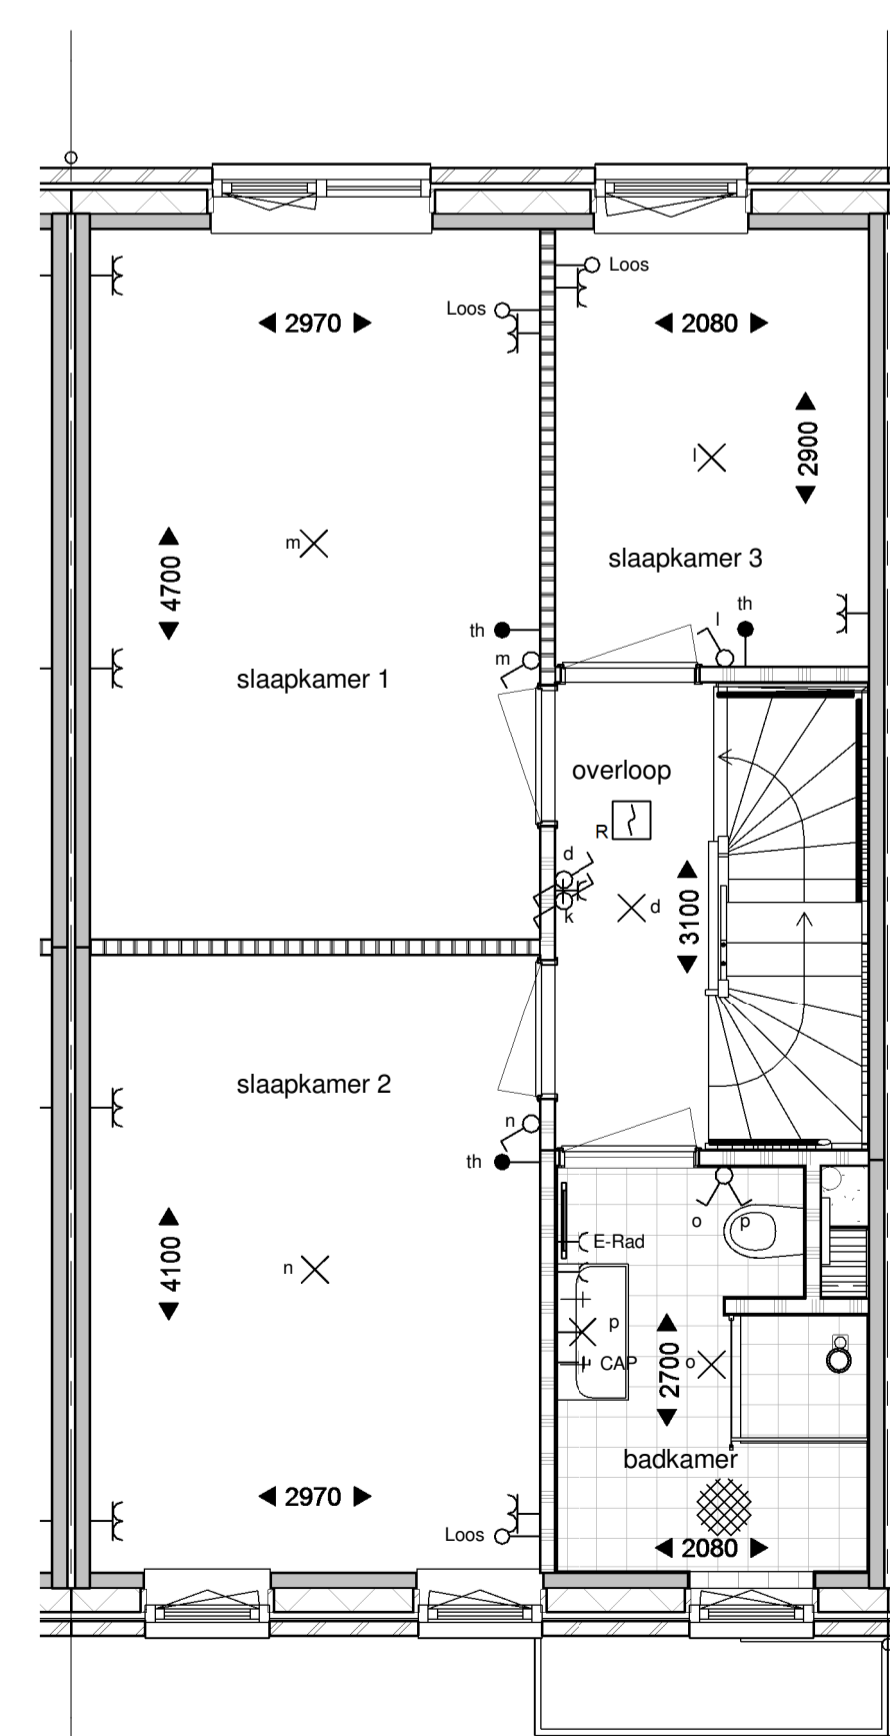 Loos
Loos
2970
2080
2900
l
m
4700
slaapkamer 3
th
l
th
m
slaapkamer 1
overloop
R
d
d
k
3100
slaapkamer 2
n
th
o
p
E-Rad
4100
n
p
CAP
o
2700
badkamer
2970
Loos
2080